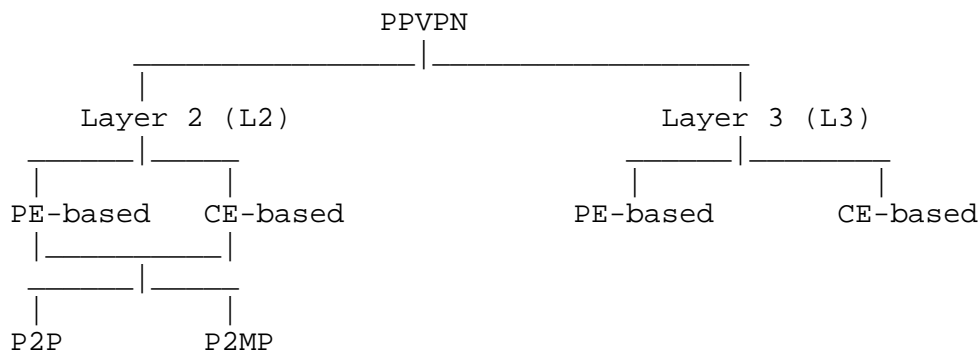 PPVPN
Layer 2 (L2) Layer 3 (L3)
PE-based CE-based PE-based CE-based
P2P P2MP